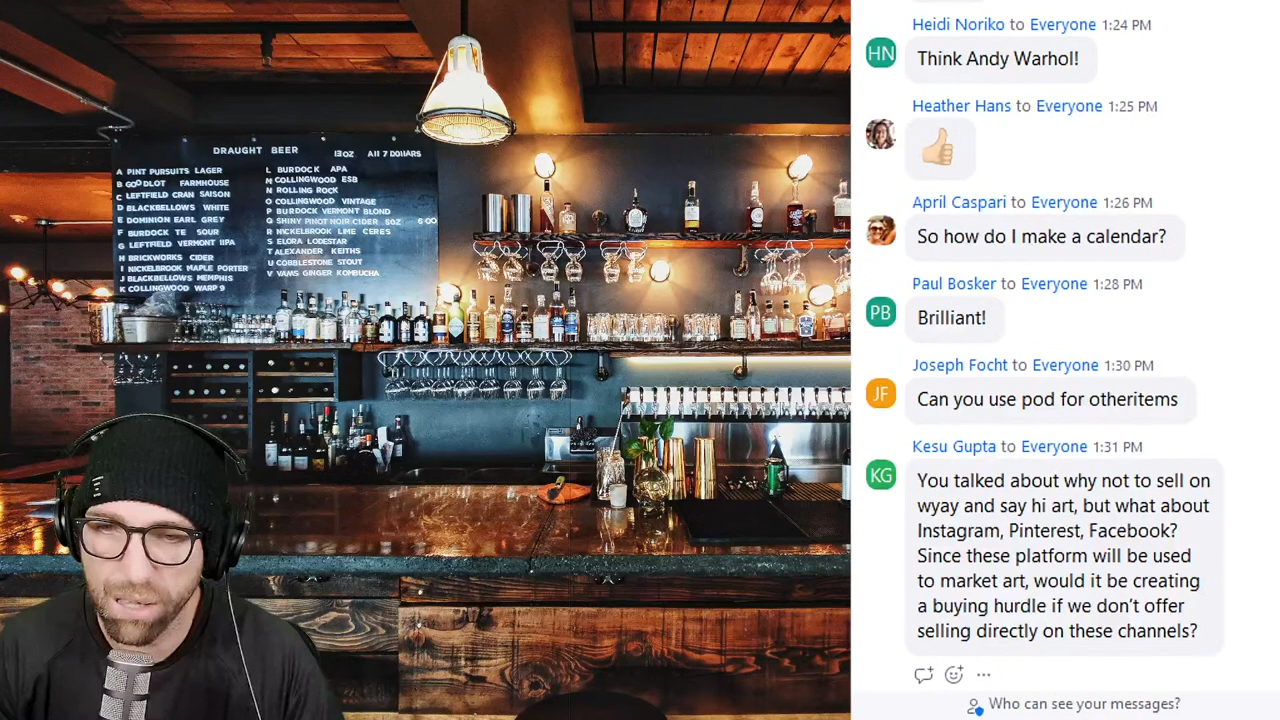 DRAUGHT BEER 13OZ All 7 DOllARS
A PINT PURSUITS LAGER
B GOODLOT FARMHOUSE
C LEFTFIELD CRAN SAISON
D BLACKBELLOWS WHITE
E DOMINION EARL GREY
F BURDOCK TE SOUR
G LEFTFIELD VERMONT IIPA
H BRICKWORKS CIDER
I NICKELBROOK MAPLE PORTER
J BLACKBELLOWS MEMPHIS
K COLLINGWOOD WARP 9
L BURDOCK APA
M COLLINGWOOD ESB
N ROLLING ROCK
O COLLINGWOOD VINTAGE
P BURDOCK VERMONT BLOND
Q SHINY PINOT NOIR CIDER 5OZ 6 00
R NICKELBROOK LIME CERES
S ELORA LODESTAR
T ALEXANDER KEITHS
U COBBLESTONE STOUT
V VAMS GINGER KOMBUCHA
Heidi Noriko to Everyone 1:24 PM
HN
Think Andy Warhol!
Heather Hans to Everyone 1:25 PM
April Caspari to Everyone 1:26 PM
So how do I make a calendar?
Paul Bosker to Everyone 1:28 PM
PB
Brilliant!
Joseph Focht to Everyone 1:30 PM
JF
Can you use pod for otheritems
Kesu Gupta to Everyone 1:31 PM
KG
You talked about why not to sell on
wyay and say hi art, but what about
Instagram, Pinterest, Facebook?
Since these platform will be used
to market art, would it be creating
a buying hurdle if we don’t offer
selling directly on these channels?
Who can see your messages?